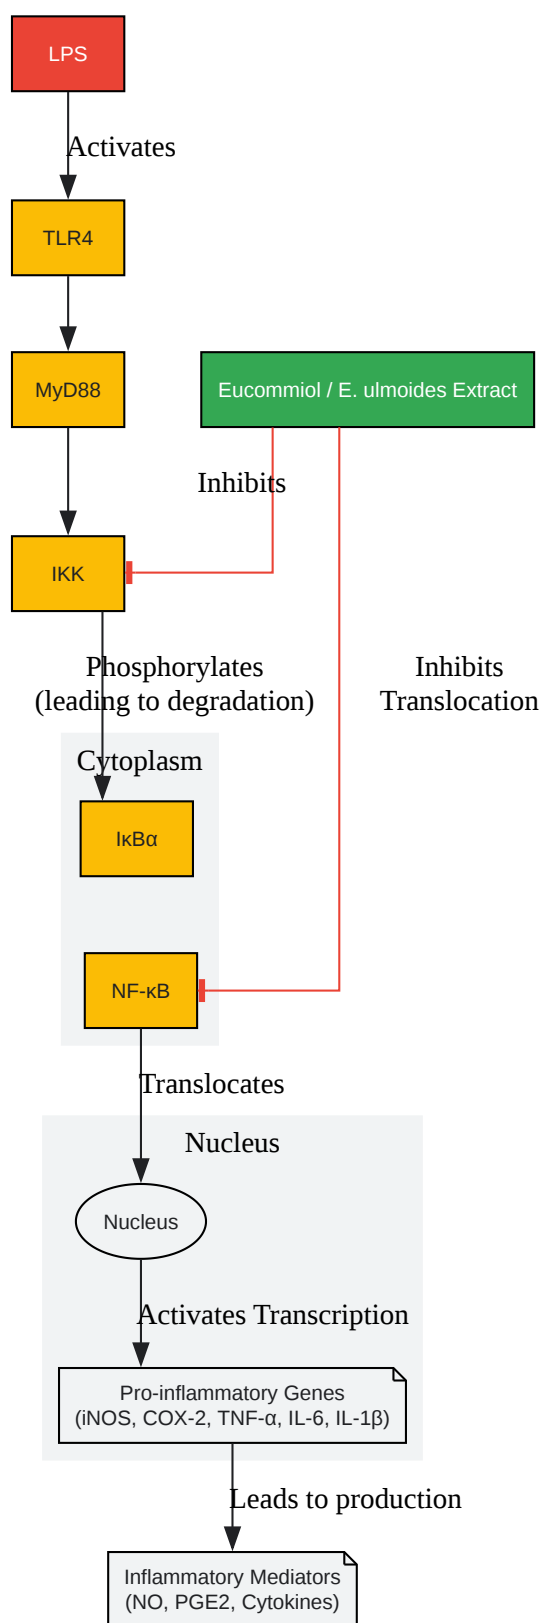 LPS
Activates
TLR4
MyD88
Eucommiol / E. ulmoides Extract
Inhibits
IKK
Phosphorylates
(leading to degradation)
Inhibits
Translocation
Cytoplasm
IκBα
NF-κB
Translocates
Nucleus
Nucleus
Activates Transcription
Pro-inflammatory Genes
(iNOS, COX-2, TNF-α, IL-6, IL-1β)
Leads to production
Inflammatory Mediators
(NO, PGE2, Cytokines)